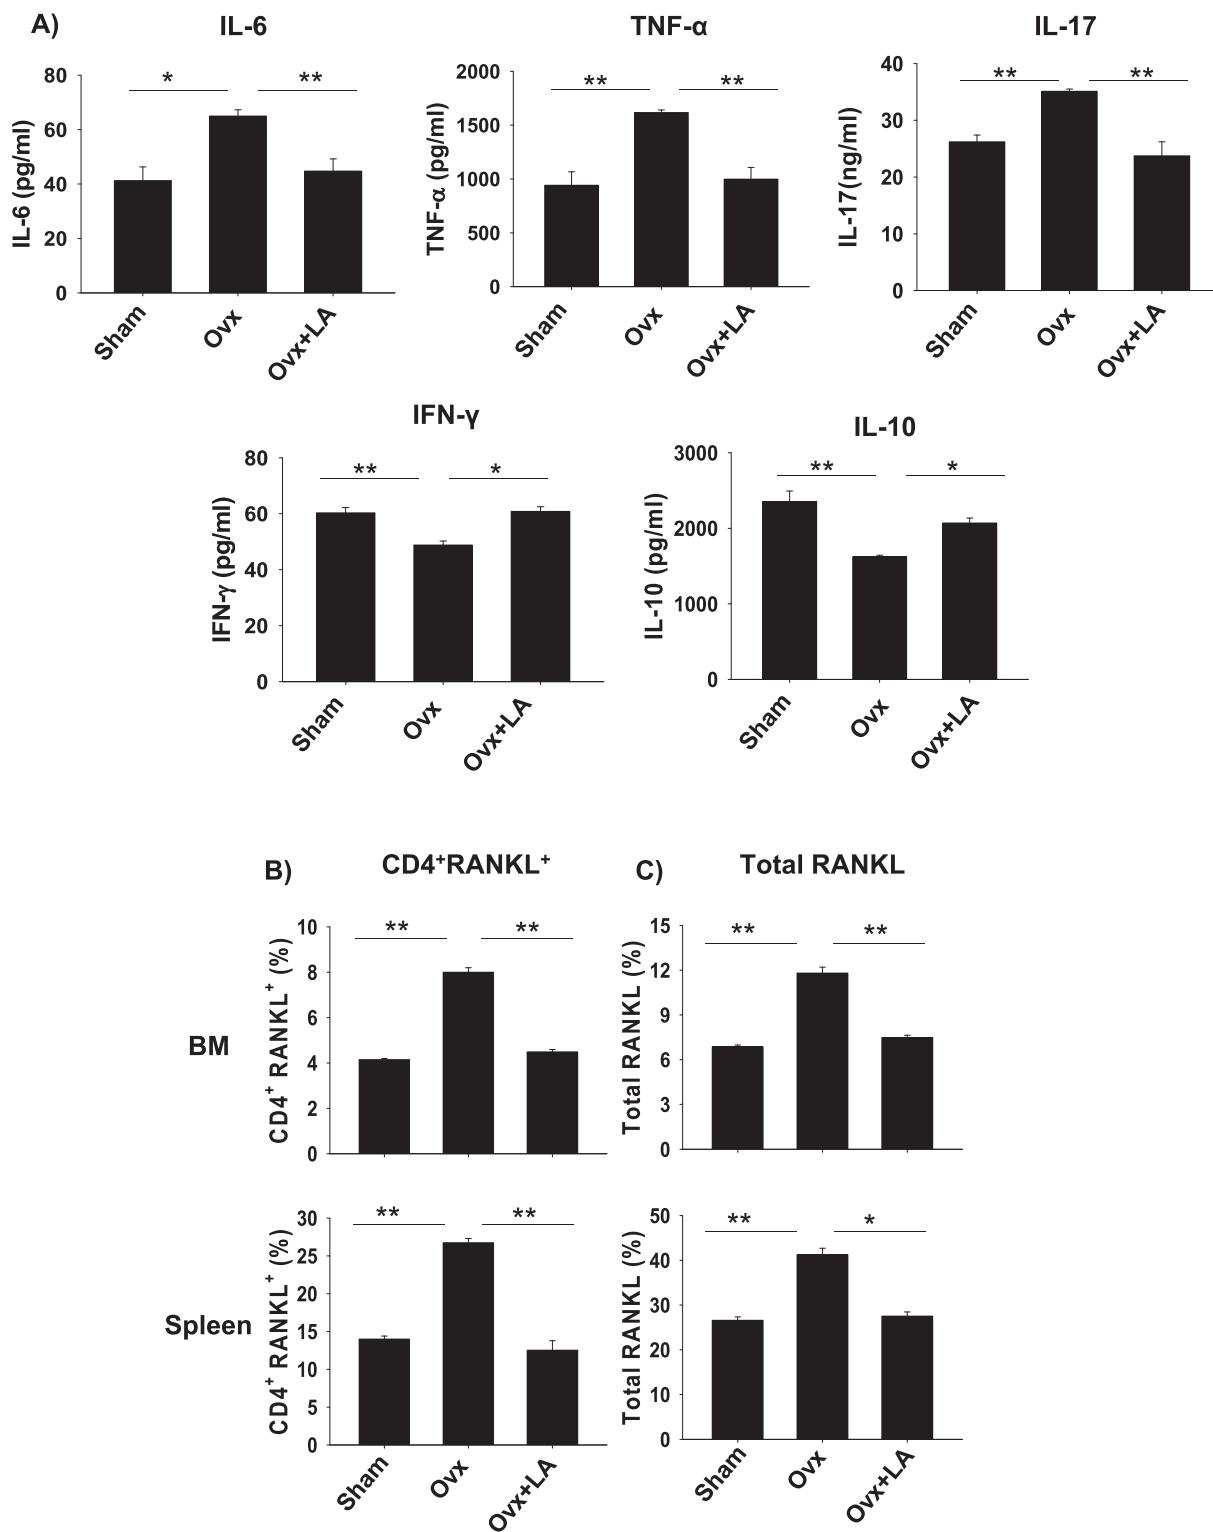 A)
IL-6
TNF-α
IL-17
*
**
80
60
40
20
0
IL-6 (pg/ml)
Sham
Ovx
Ovx+LA
**
**
2000
1500
1000
500
0
TNF-α (pg/ml)
Sham
Ovx
Ovx+LA
**
**
40
30
20
10
0
IL-17(ng/ml)
Sham
Ovx
Ovx+LA
IFN-γ
**
*
80
60
40
20
0
IFN-γ (pg/ml)
Sham
Ovx
Ovx+LA
IL-10
**
*
3000
2000
1000
0
IL-10 (pg/ml)
Sham
Ovx
Ovx+LA
B)
CD4⁺RANKL⁺
C)
Total RANKL
BM
**
**
10
8
6
4
2
0
CD4⁺ RANKL⁺ (%)
**
**
15
12
9
6
3
0
Total RANKL (%)
Spleen
**
**
30
25
20
15
10
5
0
CD4⁺ RANKL⁺ (%)
Sham
Ovx
Ovx+LA
**
*
50
40
30
20
10
0
Total RANKL (%)
Sham
Ovx
Ovx+LA